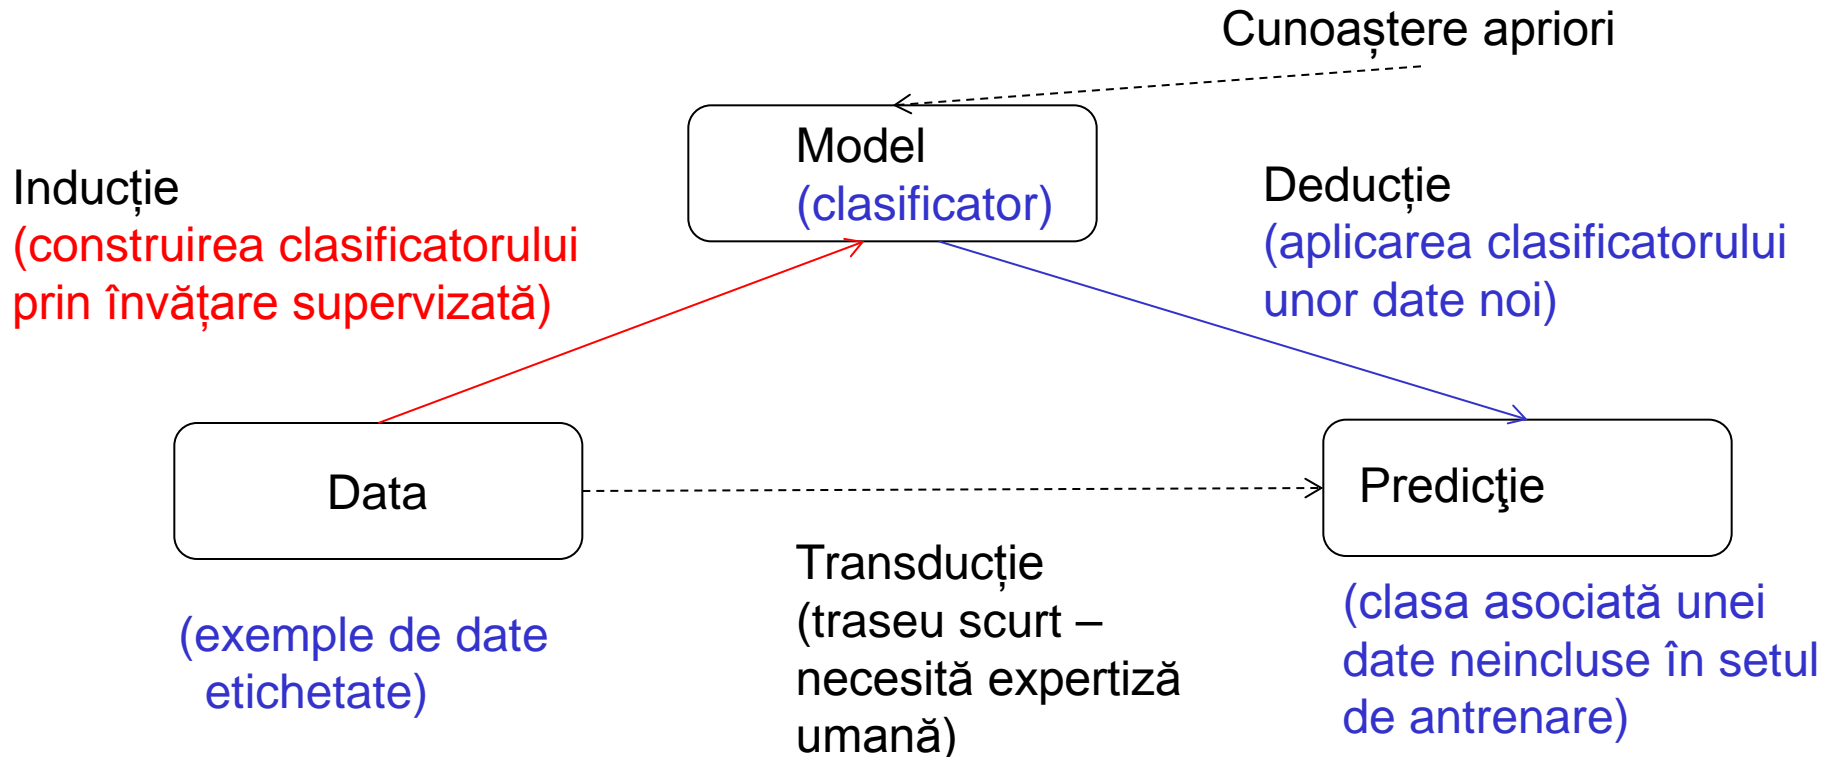 Cunoaștere apriori
Model
(clasificator)
Inducție
(construirea clasificatorului
prin învățare supervizată)
Deducție
(aplicarea clasificatorului
unor date noi)
Data
(exemple de date
etichetate)
Transducție
(traseu scurt –
necesită expertiză
umană)
Predicţie
(clasa asociată unei
date neincluse în setul
de antrenare)